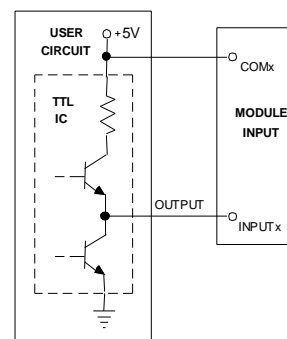 USER
CIRCUIT
+5V
TTL
IC
COMx
MODULE
INPUT
OUTPUT
INPUTx